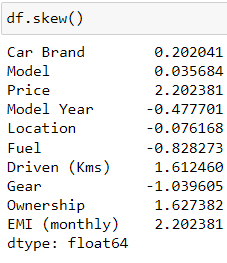 df.skew()
Car Brand 0.202041
Model 0.035684
Price 2.202381
Model Year -0.477701
Location -0.076168
Fuel -0.828273
Driven (Kms) 1.612460
Gear -1.039605
Ownership 1.627382
EMI (monthly) 2.202381
dtype: float64